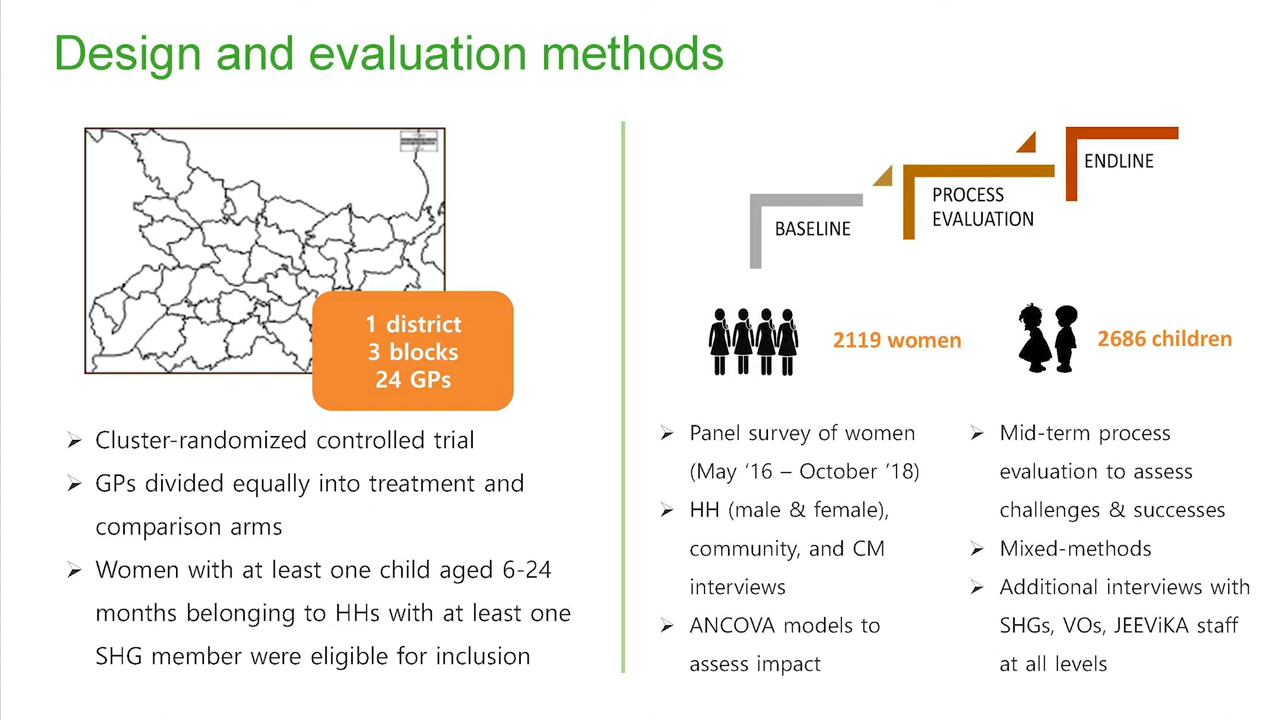 Design and evaluation methods
1 district
3 blocks
24 GPs
➢ Cluster-randomized controlled trial
➢ GPs divided equally into treatment and
comparison arms
➢ Women with at least one child aged 6-24
months belonging to HHs with at least one
SHG member were eligible for inclusion
BASELINE
PROCESS
EVALUATION
ENDLINE
2119 women
2686 children
➢ Panel survey of women
(May ‘16 – October ’18)
➢ HH (male & female),
community, and CM
interviews
➢ ANCOVA models to
assess impact
➢ Mid-term process
evaluation to assess
challenges & successes
➢ Mixed-methods
➢ Additional interviews with
SHGs, VOs, JEEViKA staff
at all levels